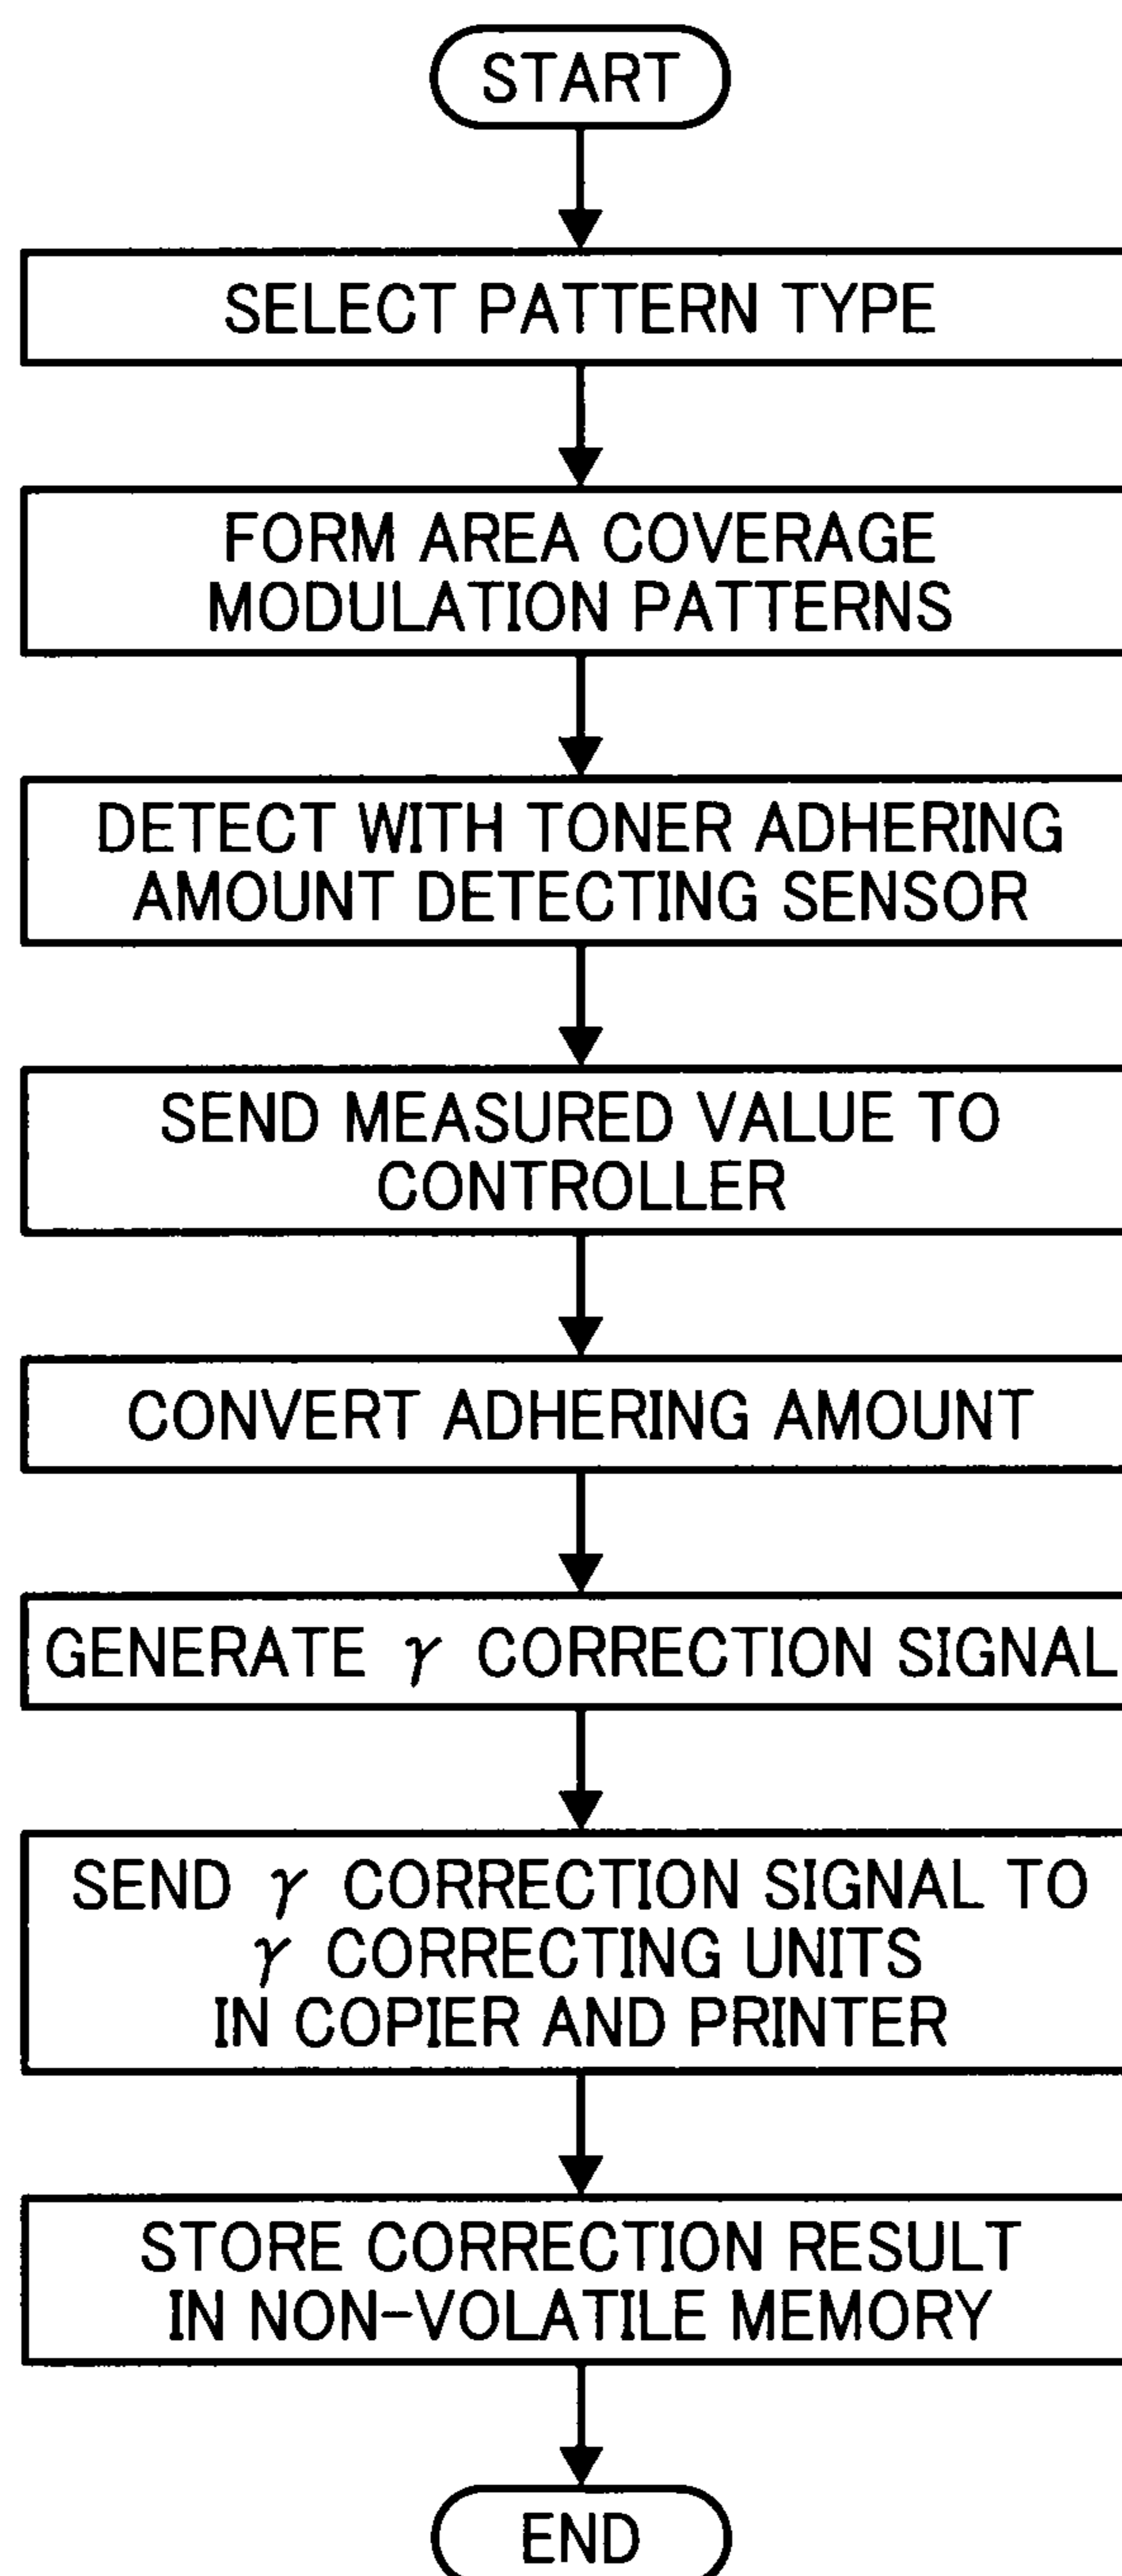 START
SELECT PATTERN TYPE
FORM AREA COVERAGE
MODULATION PATTERNS
DETECT WITH TONER ADHERING
AMOUNT DETECTING SENSOR
SEND MEASURED VALUE TO
CONTROLLER
CONVERT ADHERING AMOUNT
GENERATE γ CORRECTION SIGNAL
SEND γ CORRECTION SIGNAL TO
γ CORRECTING UNITS
IN COPIER AND PRINTER
STORE CORRECTION RESULT
IN NON-VOLATILE MEMORY
END